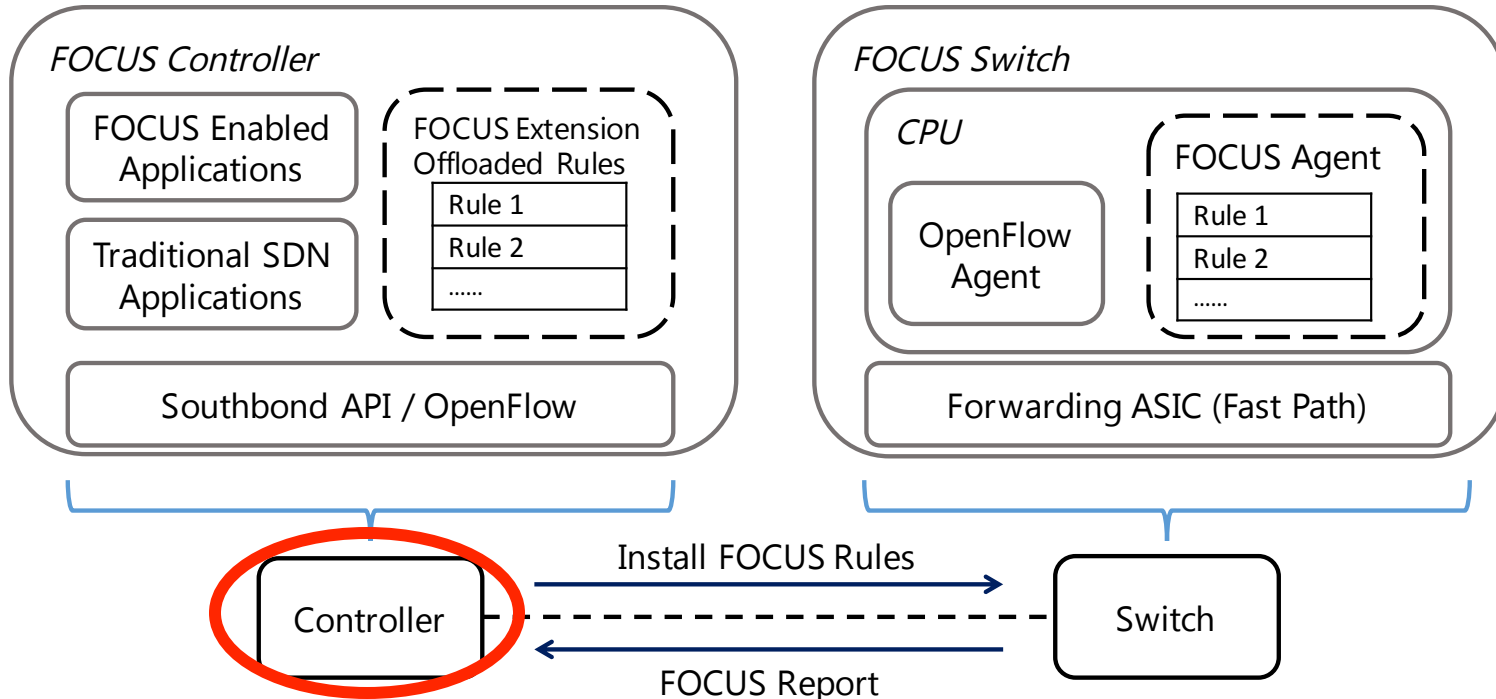 FOCUS Controller
FOCUS Enabled
Applications
Traditional SDN
Applications
FOCUS Extension
Offloaded Rules
Rule 1
Rule 2
......
Southbond API / OpenFlow
FOCUS Switch
CPU
OpenFlow
Agent
FOCUS Agent
Rule 1
Rule 2
......
Forwarding ASIC (Fast Path)
Controller
Install FOCUS Rules
FOCUS Report
Switch